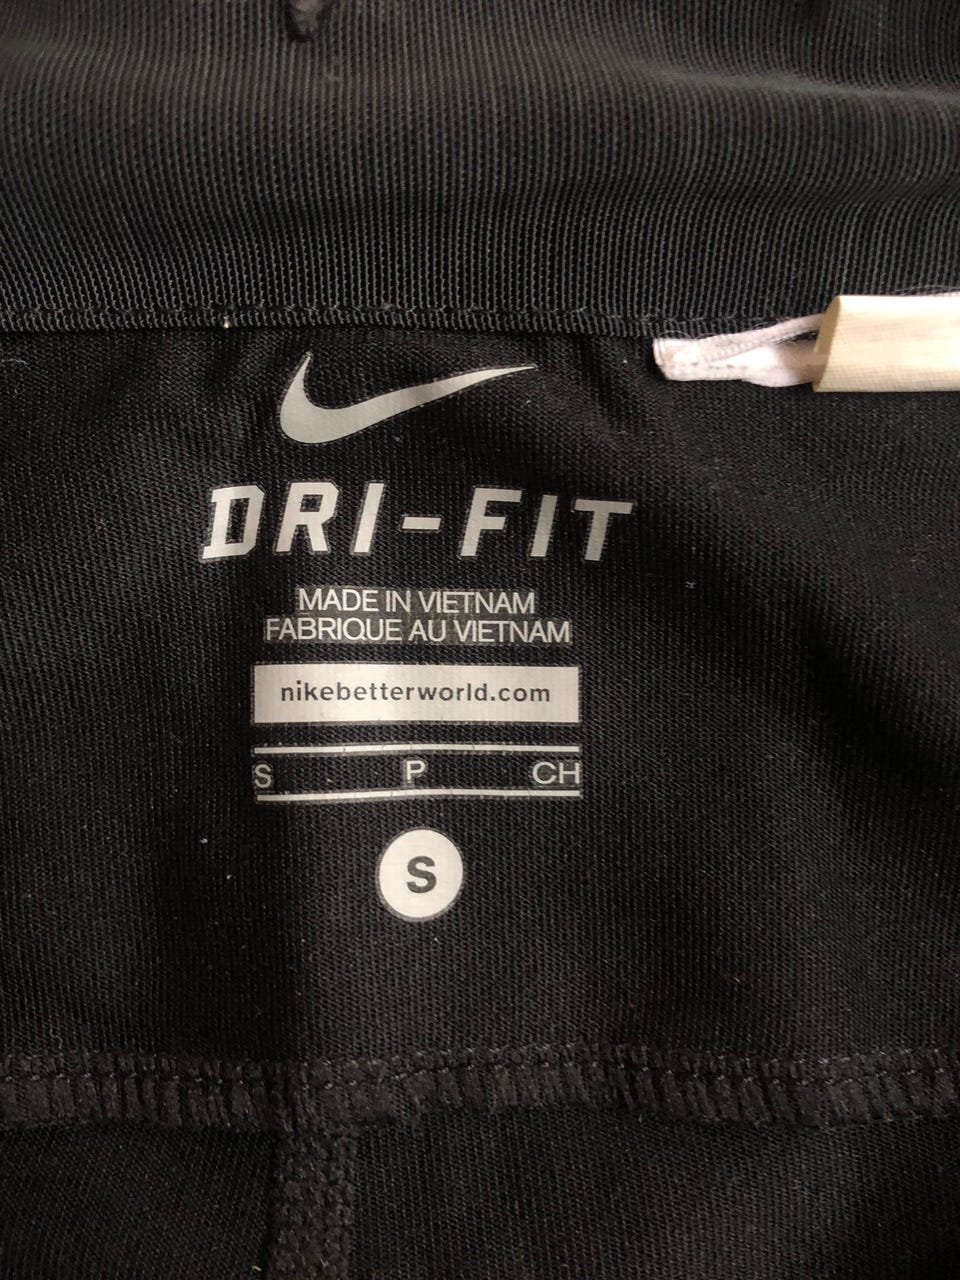 DRI-FIT
MADE IN VIETNAM
FABRIQUE AU VIETNAM
nikebetterworld.com
S P CH
S